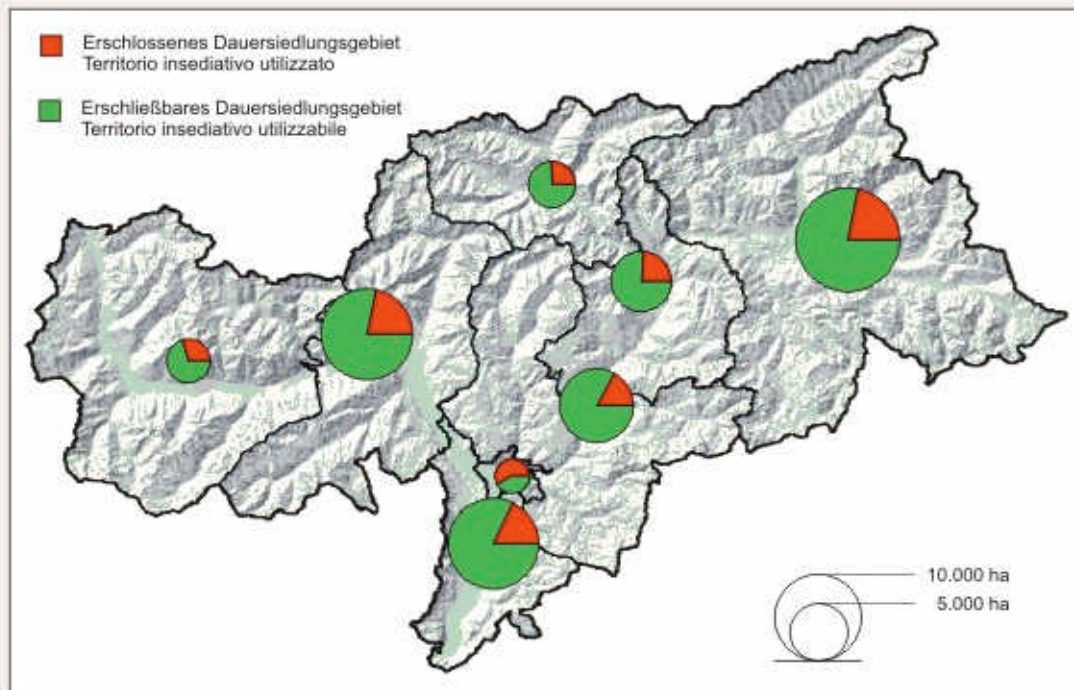 Erschlossenes Dauersiedlungsgebiet
Territorio insediativo utilizzato
Erschließbares Dauersiedlungsgebiet
Territorio insediativo utilizzabile
10.000 ha
5.000 ha